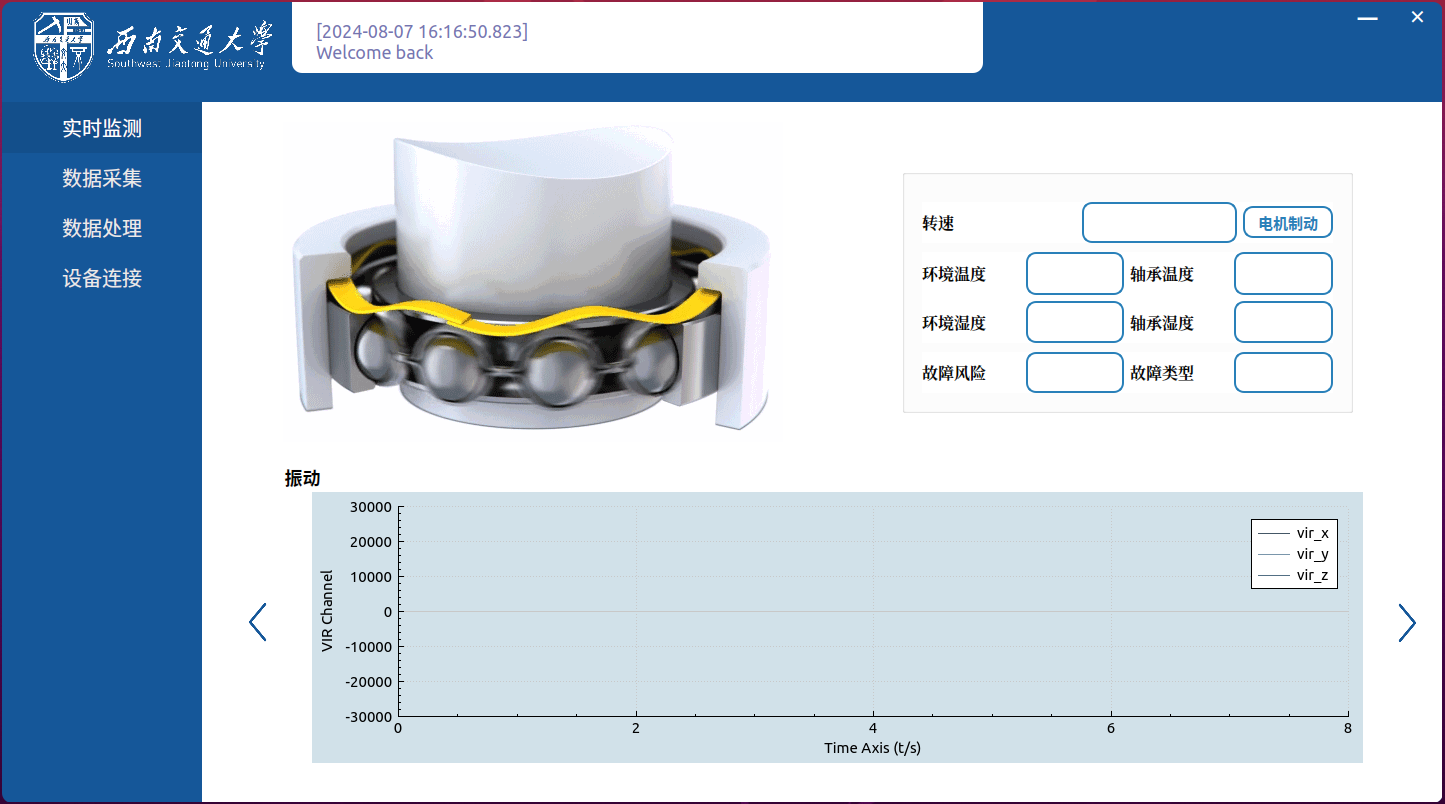 西南交通大学
Southwest Jiaotong University
[2024-08-07 16:16:50.823]
Welcome back
实时监测
数据采集
数据处理
设备连接
转速
电机制动
环境温度 轴承温度
环境湿度 轴承湿度
故障风险 故障类型
振动
30000
20000
10000
0
-10000
-20000
-30000
VIR Channel
vir_x
vir_y
vir_z
0 2 4 6 8
Time Axis (t/s)